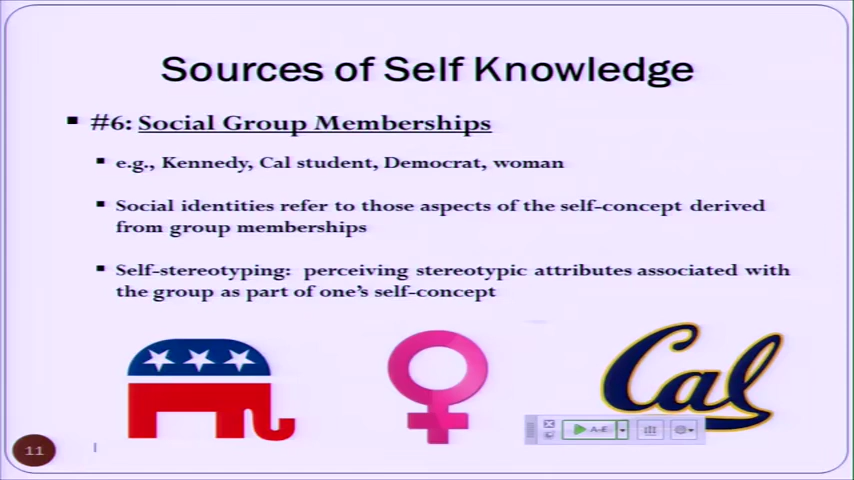 Sources of Self Knowledge
#6: Social Group Memberships
e.g., Kennedy, Cal student, Democrat, woman
Social identities refer to those aspects of the self-concept derived
from group memberships
Self-stereotyping: perceiving stereotypic attributes associated with
the group as part of one's self-concept
Cal
A-E
11